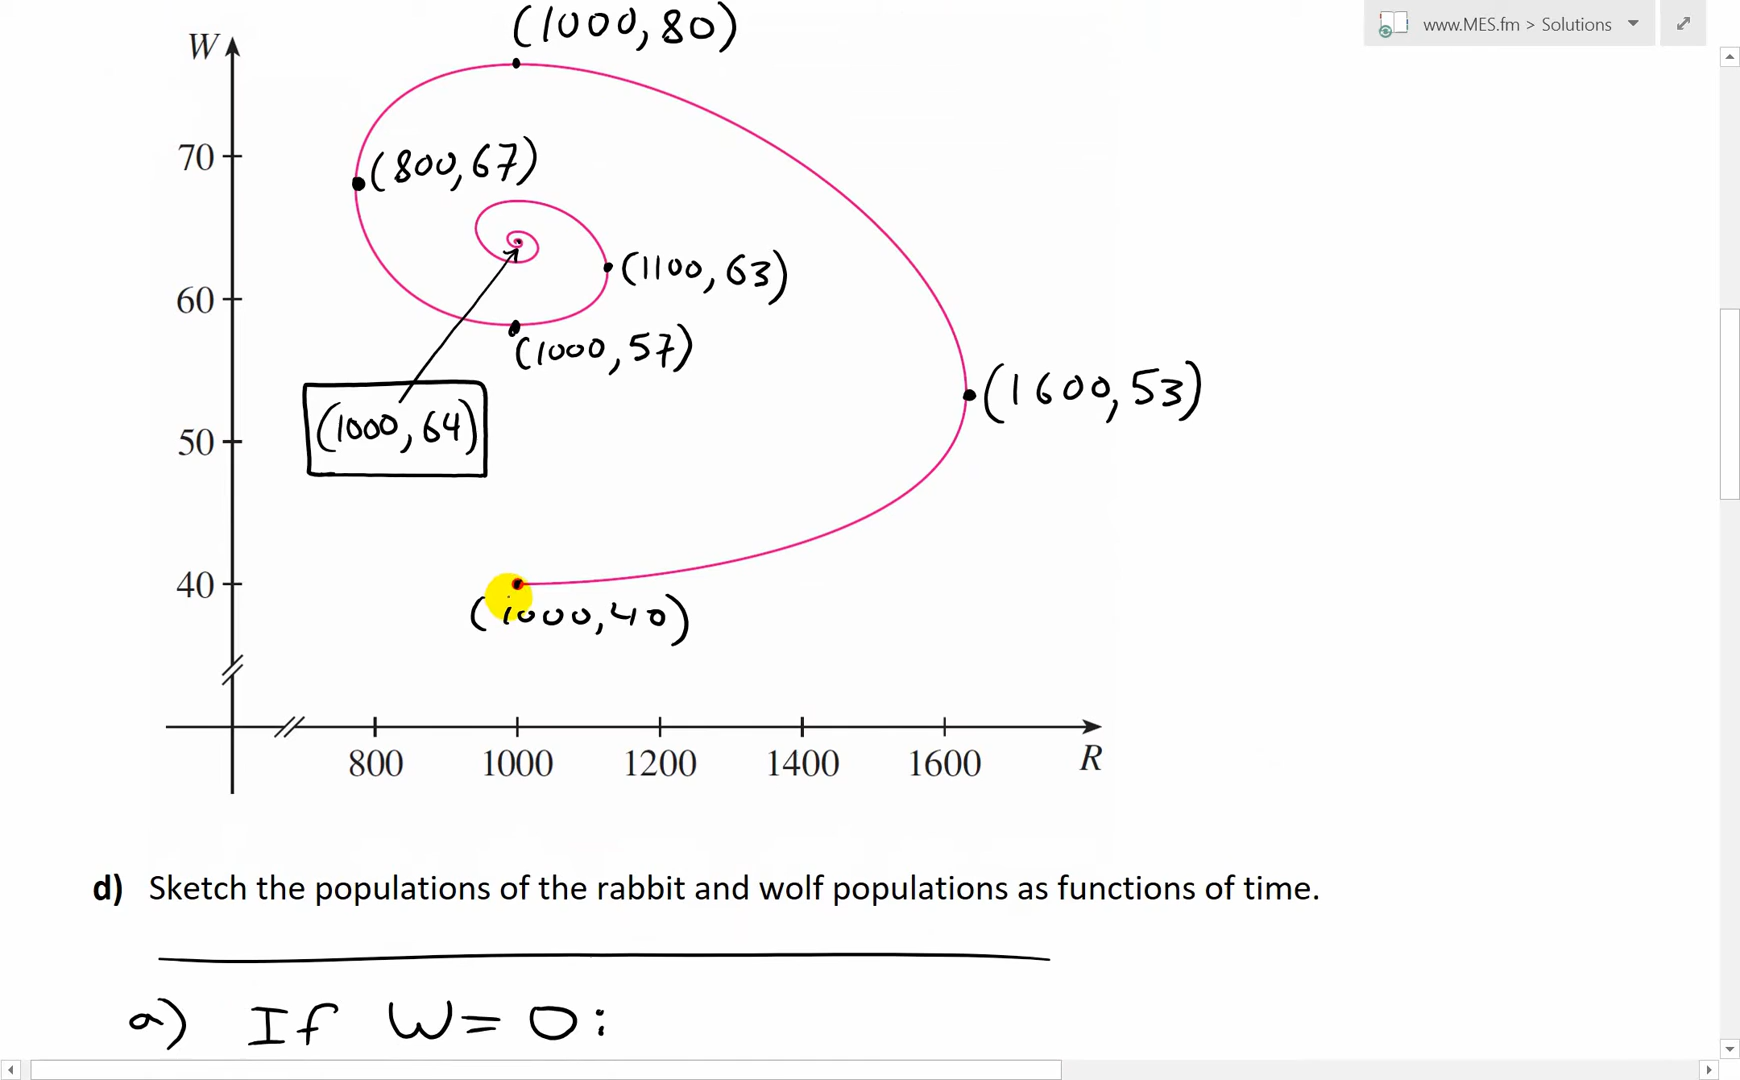 (1000,80)
www.MES.fm > Solutions
W
70
(800,67)
(1100,63)
60
(1000,57)
(1600,53)
(1000,64)
50
40
(1000,40)
800 1000 1200 1400 1600 R
d) Sketch the populations of the rabbit and wolf populations as functions of time.
a) If W = 0: